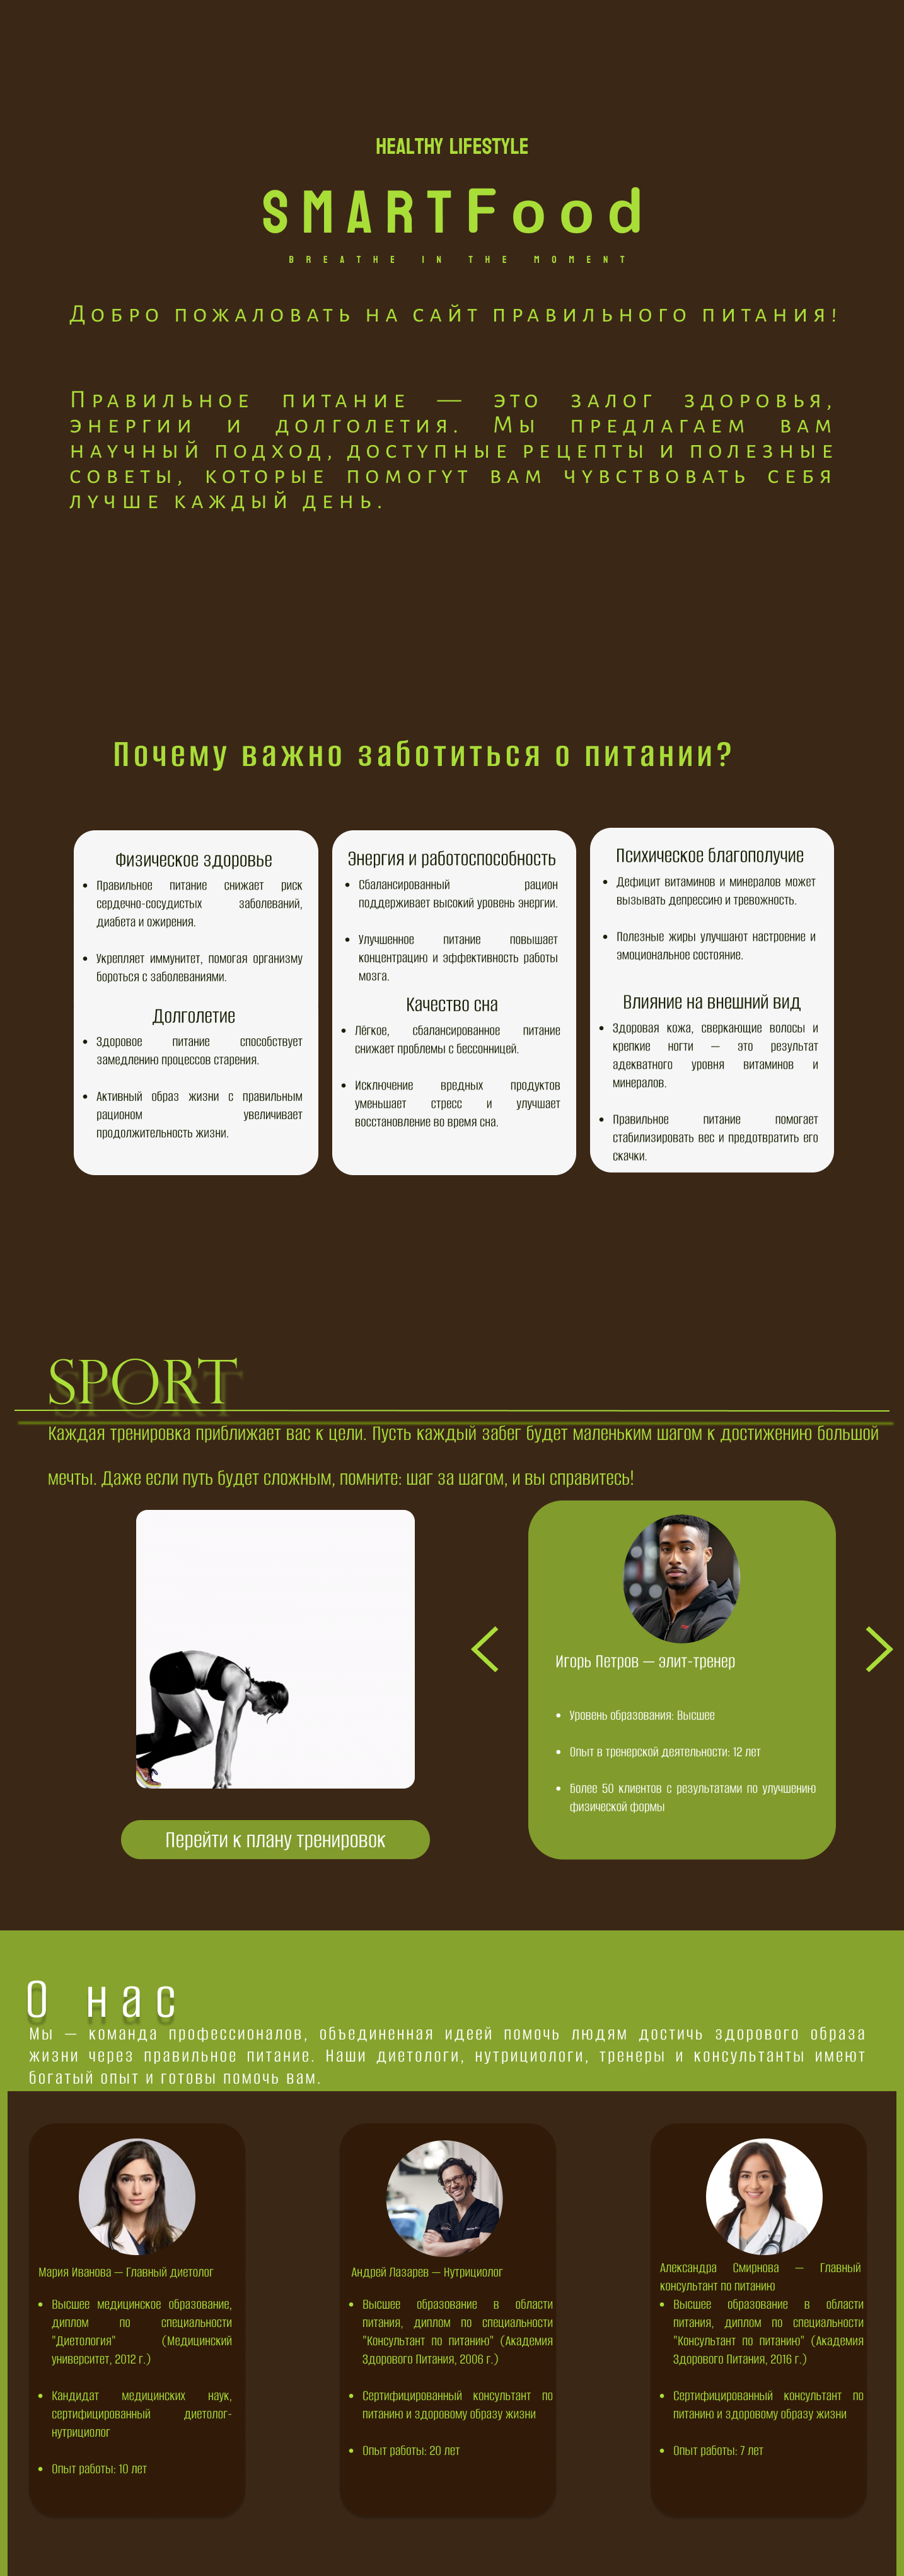 HEALTHY LIFESTYLE
SMARTFood
BREATHE IN THE MOMENT
Добро пожаловать на сайт правильного питания!
Правильное питание — это залог здоровья,
энергии и долголетия. Мы предлагаем вам
научный подход, доступные рецепты и полезные
советы, которые помогут вам чувствовать себя
лучше каждый день.
Почему важно заботиться о питании?
Физическое здоровье
• Правильное питание снижает риск
сердечно-сосудистых заболеваний,
диабета и ожирения.
• Укрепляет иммунитет, помогая организму
бороться с заболеваниями.
Долголетие
• Здоровое питание способствует
замедлению процессов старения.
• Активный образ жизни с правильным
рационом увеличивает
продолжительность жизни.
Энергия и работоспособность
• Сбалансированный рацион
поддерживает высокий уровень энергии.
• Улучшенное питание повышает
концентрацию и эффективность работы
мозга.
Качество сна
• Лёгкое, сбалансированное питание
снижает проблемы с бессонницей.
• Исключение вредных продуктов
уменьшает стресс и улучшает
восстановление во время сна.
Психическое благополучие
• Дефицит витаминов и минералов может
вызывать депрессию и тревожность.
• Полезные жиры улучшают настроение и
эмоциональное состояние.
Влияние на внешний вид
• Здоровая кожа, сверкающие волосы и
крепкие ногти — это результат
адекватного уровня витаминов и
минералов.
• Правильное питание помогает
стабилизировать вес и предотвратить его
скачки.
SPORT
Каждая тренировка приближает вас к цели. Пусть каждый забег будет маленьким шагом к достижению большой
мечты. Даже если путь будет сложным, помните: шаг за шагом, и вы справитесь!
Перейти к плану тренировок
Игорь Петров — элит-тренер
• Уровень образования: Высшее
• Опыт в тренерской деятельности: 12 лет
• Более 50 клиентов с результатами по улучшению
физической формы
О нас
Мы — команда профессионалов, объединенная идеей помочь людям достичь здорового образа
жизни через правильное питание. Наши диетологи, нутрициологи, тренеры и консультанты имеют
богатый опыт и готовы помочь вам.
Мария Иванова — Главный диетолог
• Высшее медицинское образование,
диплом по специальности
"Диетология" (Медицинский
университет, 2012 г.)
• Кандидат медицинских наук,
сертифицированный диетолог-
нутрициолог
• Опыт работы: 10 лет
Андрей Лазарев — Нутрициолог
• Высшее образование в области
питания, диплом по специальности
"Консультант по питанию" (Академия
Здорового Питания, 2006 г.)
• Сертифицированный консультант по
питанию и здоровому образу жизни
• Опыт работы: 20 лет
Александра Смирнова — Главный
консультант по питанию
• Высшее образование в области
питания, диплом по специальности
"Консультант по питанию" (Академия
Здорового Питания, 2016 г.)
• Сертифицированный консультант по
питанию и здоровому образу жизни
• Опыт работы: 7 лет